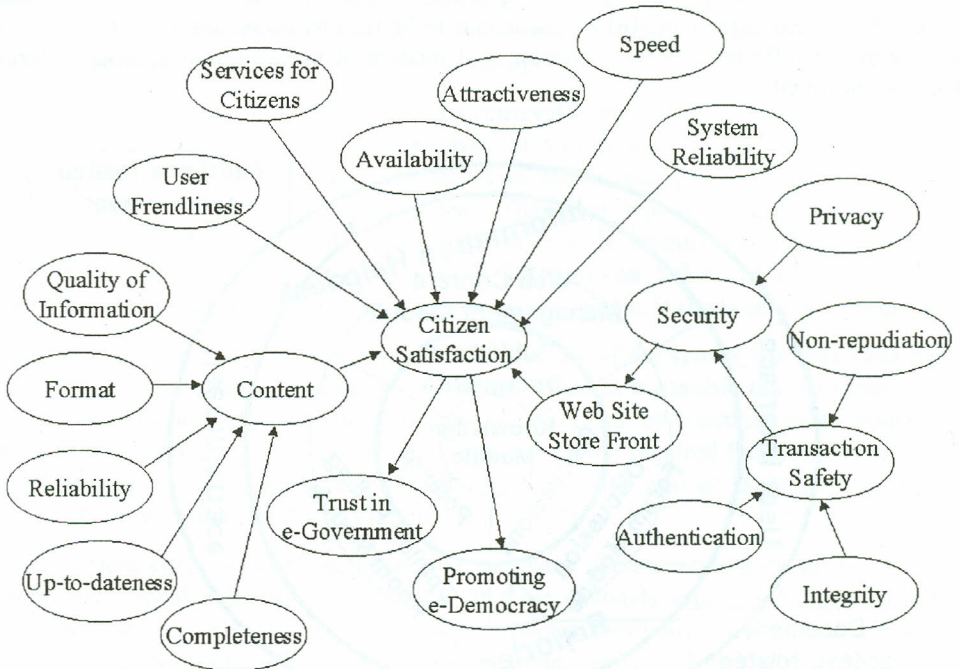 Speed
Services for
Citizens
Attractiveness
System
Reliability
Availability
User
Frendliness
Privacy
Quality of
Information
Citizen
Satisfaction
Security
Non-repudiation
Format
Content
Web Site
Store Front
Transaction
Safety
Reliability
Trust in
e-Government
Authentication
Up-to-dateness
Promoting
e-Democracy
Integrity
Completeness